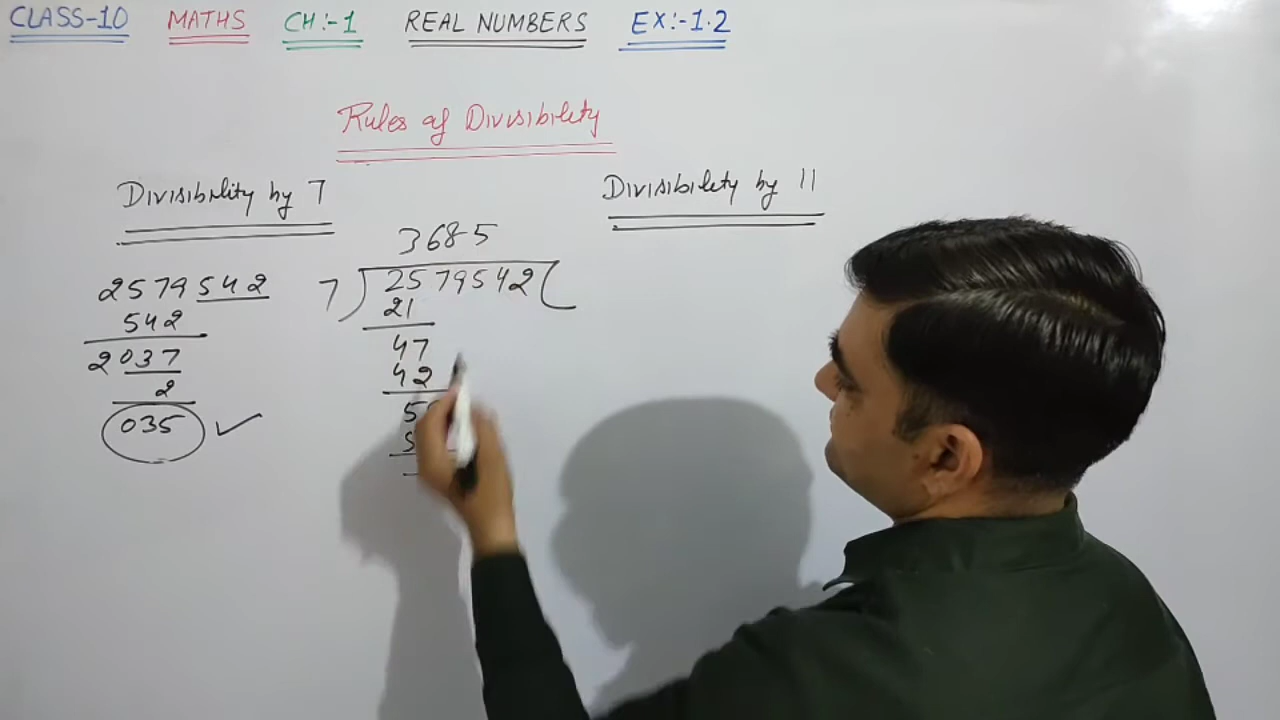 CLASS-10 MATHS CH:-1 REAL NUMBERS EX:-1.2
Rules of Divisibility
Divisibility by 7
2579542
542
2037
2
035 ✓
3685
7) 2579542 (
21
47
42
5
5
Divisibility by 11